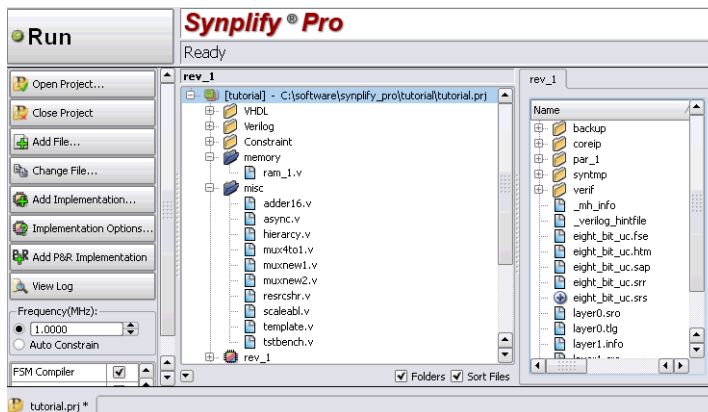 Run
Synplify ® Pro
Ready
Open Project...
Close Project
Add File...
Change File...
Add Implementation...
Implementation Options...
P&R Add P&R Implementation
View Log
Frequency(MHz):
1.0000
Auto Constrain
FSM Compiler
rev_1
[tutorial] - C:\software\synplify_pro\tutorial\tutorial.prj
VHDL
Verilog
Constraint
memory
ram_1.v
misc
adder16.v
async.v
hierarcy.v
mux4to1.v
muxnew1.v
muxnew2.v
resrcshr.v
scaleabl.v
template.v
tstbench.v
rev_1
Folders Sort Files
rev_1
Name
backup
coreip
par_1
syntmp
verif
_mh_info
_verilog_hintfile
eight_bit_uc.fse
eight_bit_uc.htm
eight_bit_uc.sap
eight_bit_uc.srr
eight_bit_uc.srs
layer0.sro
layer0.tlg
layer1.info
tutorial.prj *